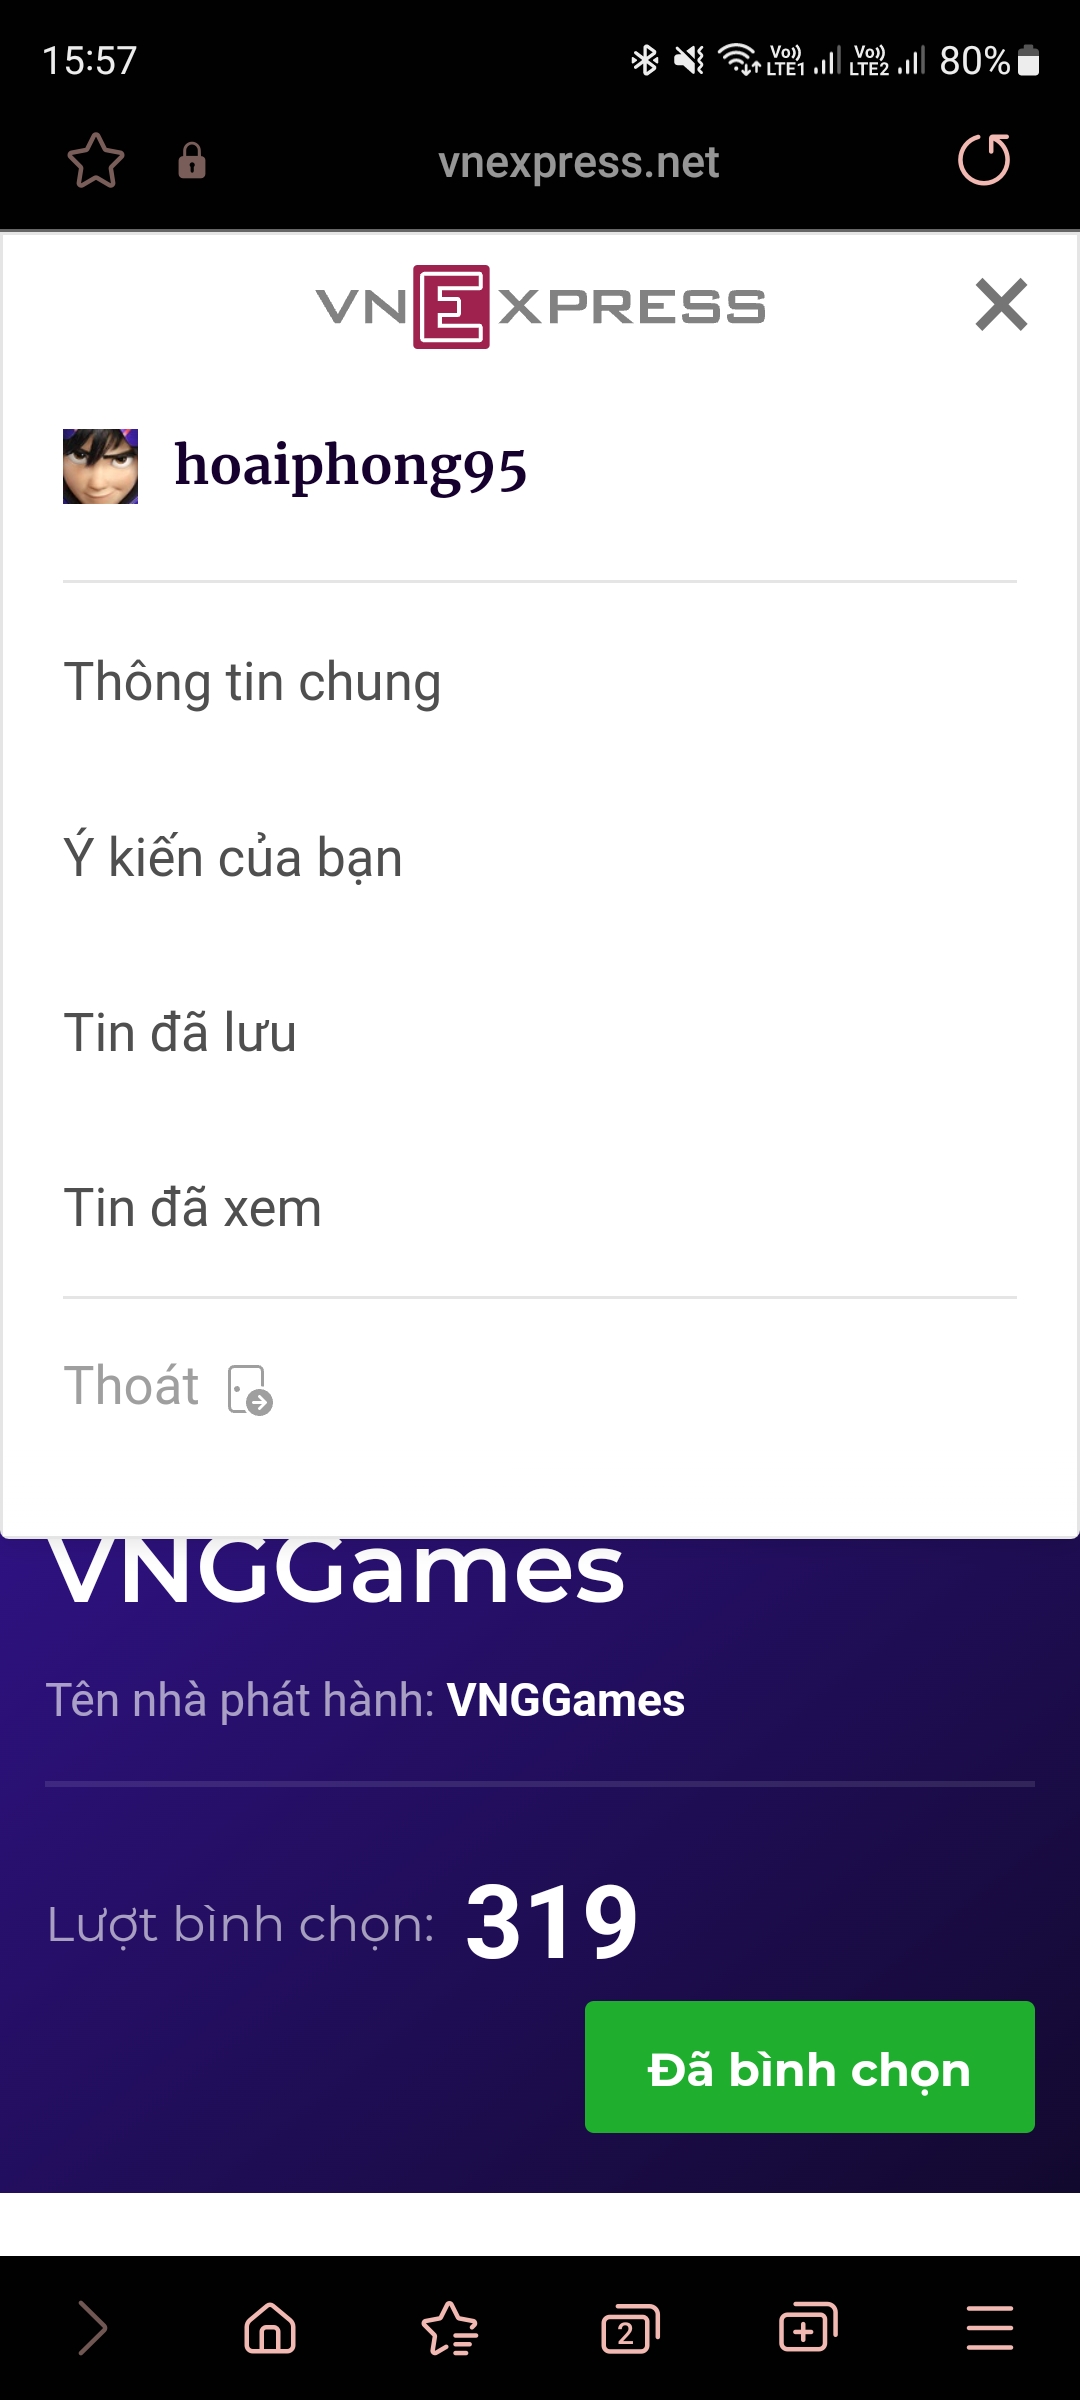 15:57
Vo)) LTE1 Vo)) LTE2 80%
vnexpress.net
VNEXPRESS
hoaiphong95
Thông tin chung
Ý kiến của bạn
Tin đã lưu
Tin đã xem
Thoát
VNGGames
Tên nhà phát hành: VNGGames
Lượt bình chọn: 319
Đã bình chọn
2